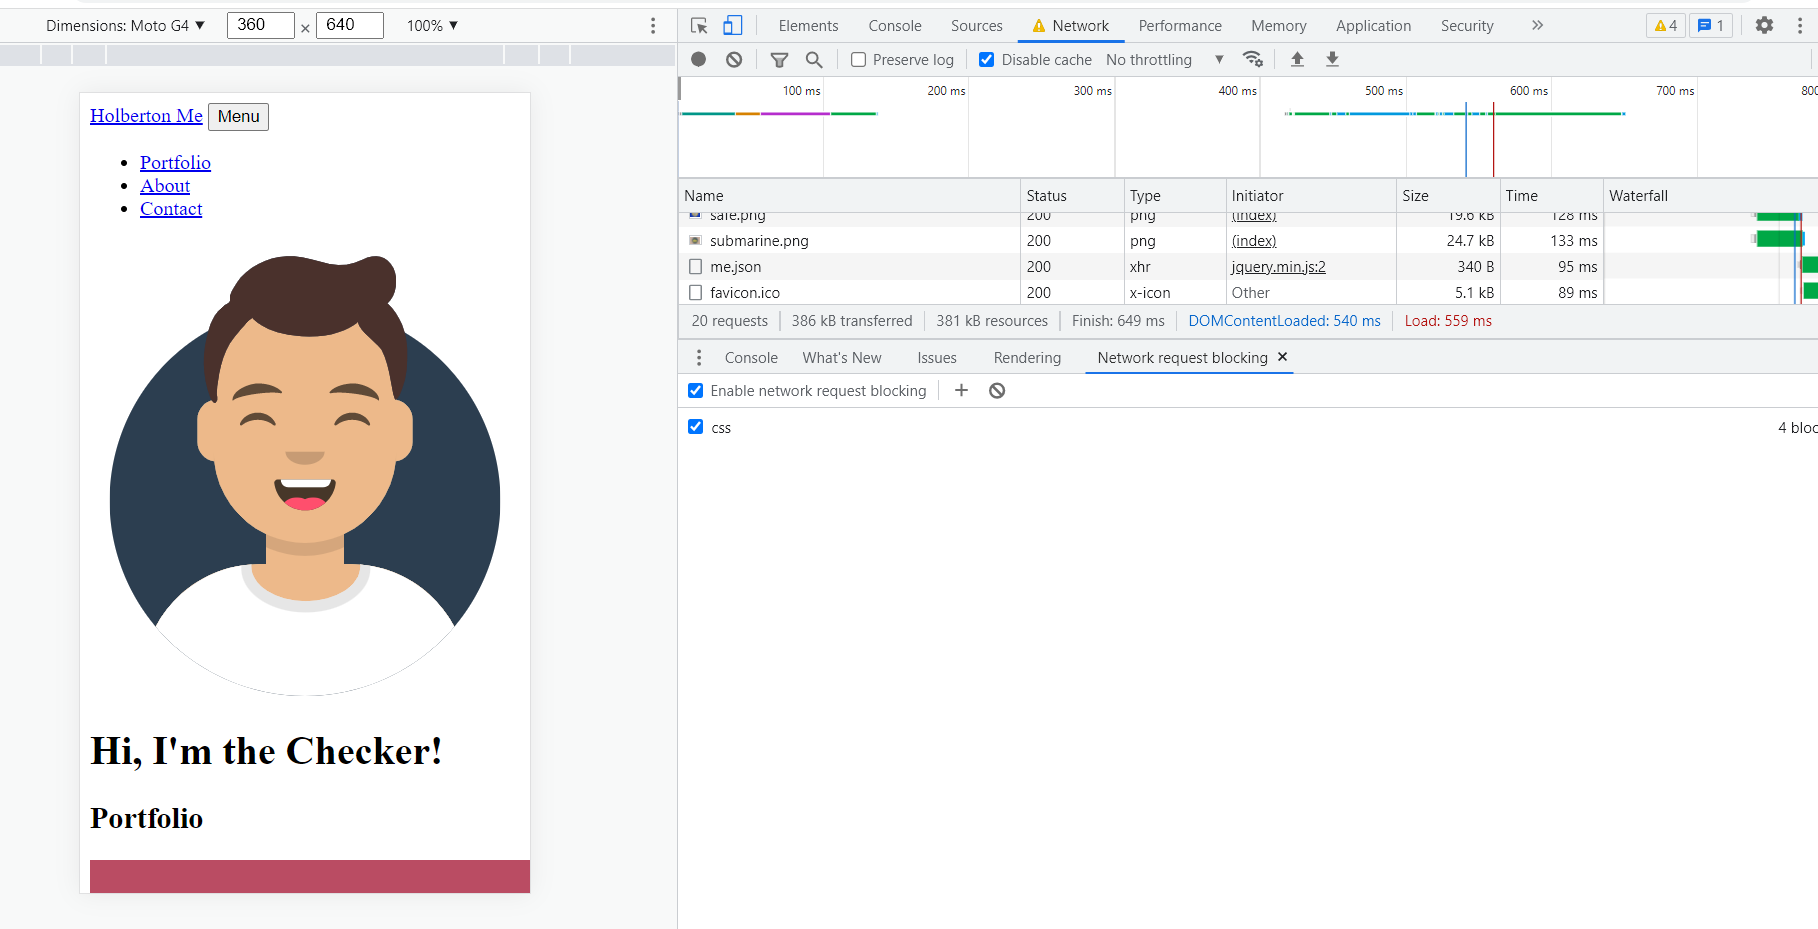 Dimensions: Moto G4 ▼ 360 × 640 100% ▼
Elements Console Sources Network Performance Memory Application Security » 4 1
Preserve log Disable cache No throttling ▼
100 ms 200 ms 300 ms 400 ms 500 ms 600 ms 700 ms 800
Name Status Type Initiator Size Time Waterfall
safe.png 200 png (index) 19.6 kB 128 ms
submarine.png 200 png (index) 24.7 kB 133 ms
me.json 200 xhr jquery.min.js:2 340 B 95 ms
favicon.ico 200 x-icon Other 5.1 kB 89 ms
20 requests 386 kB transferred 381 kB resources Finish: 649 ms DOMContentLoaded: 540 ms Load: 559 ms
Console What's New Issues Rendering Network request blocking ×
Enable network request blocking
css 4 bloc
Holberton Me Menu
• Portfolio
• About
• Contact
Hi, I'm the Checker!
Portfolio